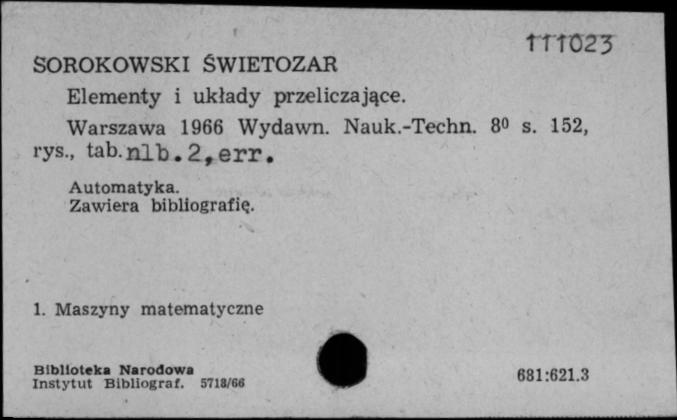 111023
SOROKOWSKI ŚWIETOZAR
Elementy i układy przeliczające.
Warszawa 1966 Wydawn. Nauk.-Techn. 8⁰ s. 152,
rys., tab. nlb.2,err.
Automatyka.
Zawiera bibliografię.
1. Maszyny matematyczne
Biblioteka Narodowa
Instytut Bibliograf. 5718/66
681:621.3